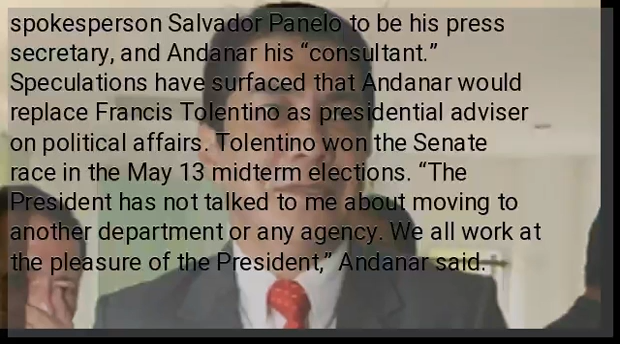 spokesperson Salvador Panelo to be his press
secretary, and Andanar his “consultant.”
Speculations have surfaced that Andanar would
replace Francis Tolentino as presidential adviser
on political affairs. Tolentino won the Senate
race in the May 13 midterm elections. “The
President has not talked to me about moving to
another department or any agency. We all work at
the pleasure of the President,” Andanar said.